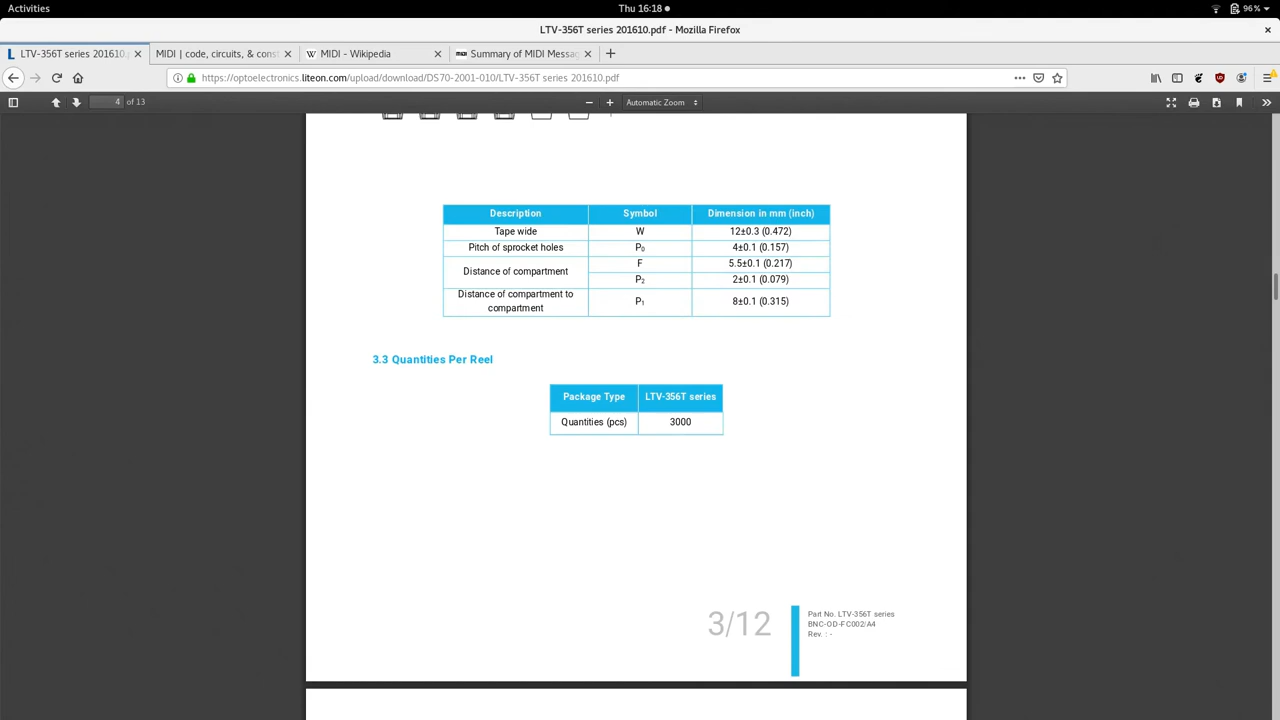 Activities
Thu 16:18
96%
LTV-356T series 201610.pdf - Mozilla Firefox
LTV-356T series 201610.p
MIDI | code, circuits, & const
W MIDI - Wikipedia
Summary of MIDI Messag
https://optoelectronics.liteon.com/upload/download/DS70-2001-010/LTV-356T series 201610.pdf
4 of 13
Automatic Zoom
Description Symbol Dimension in mm (inch)
Tape wide W 12±0.3 (0.472)
Pitch of sprocket holes P0 4±0.1 (0.157)
Distance of compartment F 5.5±0.1 (0.217)
P2 2±0.1 (0.079)
Distance of compartment to
compartment P1 8±0.1 (0.315)
3.3 Quantities Per Reel
Package Type LTV-356T series
Quantities (pcs) 3000
3/12
Part No. LTV-356T series
BNC-OD-FC002/A4
Rev. : -